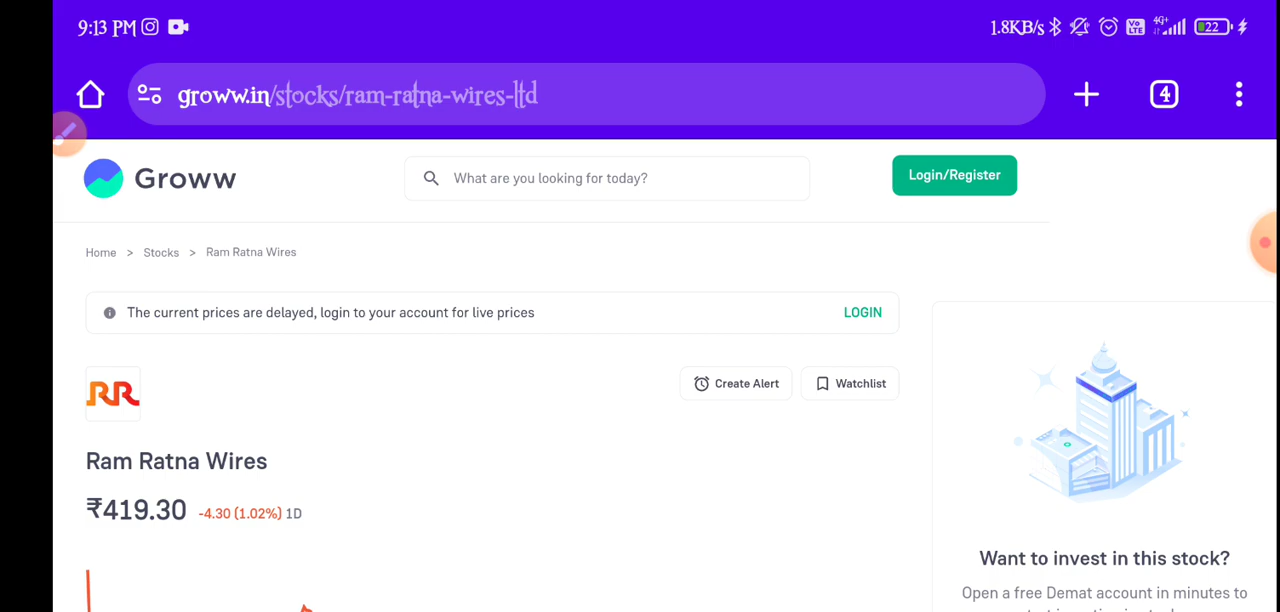 9:13 PM 1.8KB/s Vo LTE 4G+ 22
groww.in/stocks/ram-ratna-wires-ltd 4
Groww What are you looking for today? Login/Register
Home > Stocks > Ram Ratna Wires
The current prices are delayed, login to your account for live prices LOGIN
RR Create Alert Watchlist
Ram Ratna Wires
₹419.30 -4.30 (1.02%) 1D
Want to invest in this stock?
Open a free Demat account in minutes to